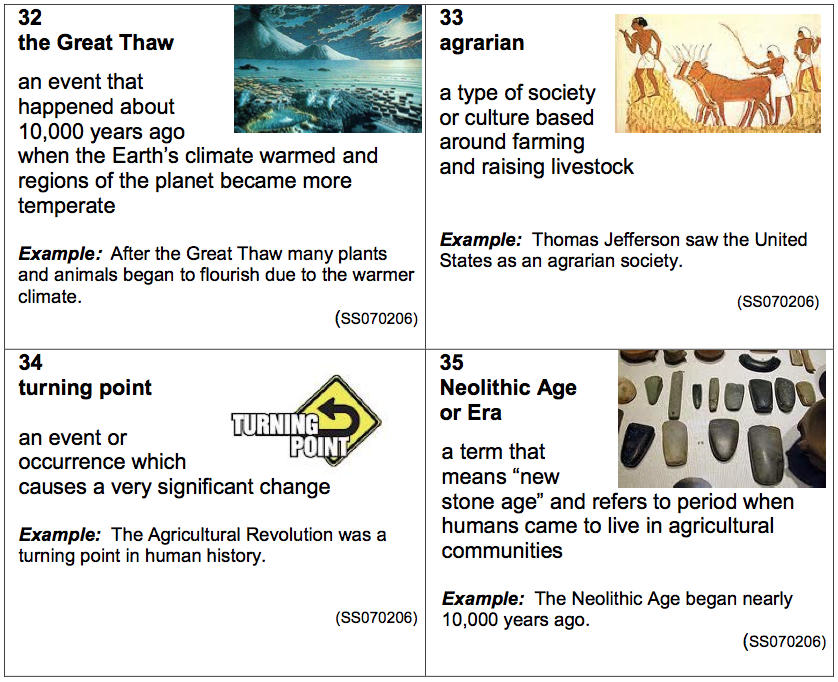 32
the Great Thaw
an event that
happened about
10,000 years ago
when the Earth's climate warmed and
regions of the planet became more
temperate
Example: After the Great Thaw many plants
and animals began to flourish due to the warmer
climate.
(SS070206)
33
agrarian
a type of society
or culture based
around farming
and raising livestock
Example: Thomas Jefferson saw the United
States as an agrarian society.
(SS070206)
34
turning point
TURNING
POINT
an event or
occurrence which
causes a very significant change
Example: The Agricultural Revolution was a
turning point in human history.
(SS070206)
35
Neolithic Age
or Era
a term that
means “new
stone age” and refers to period when
humans came to live in agricultural
communities
Example: The Neolithic Age began nearly
10,000 years ago.
(SS070206)